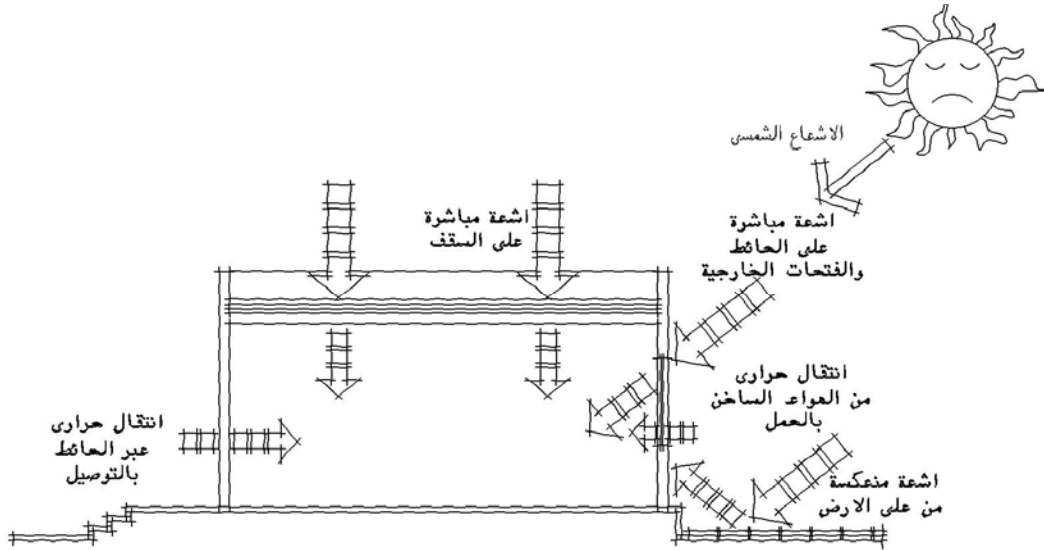 الاشعاع الشمسى
اشعة مباشرة
على السقف
اشعة مباشرة
على الحائط
والفتحات الخارجية
انتقال حرارى
من الهواء الساخن
بالحمل
انتقال حرارى
عبر الحائط
بالتوصيل
اشعة منعكسة
من على الارض